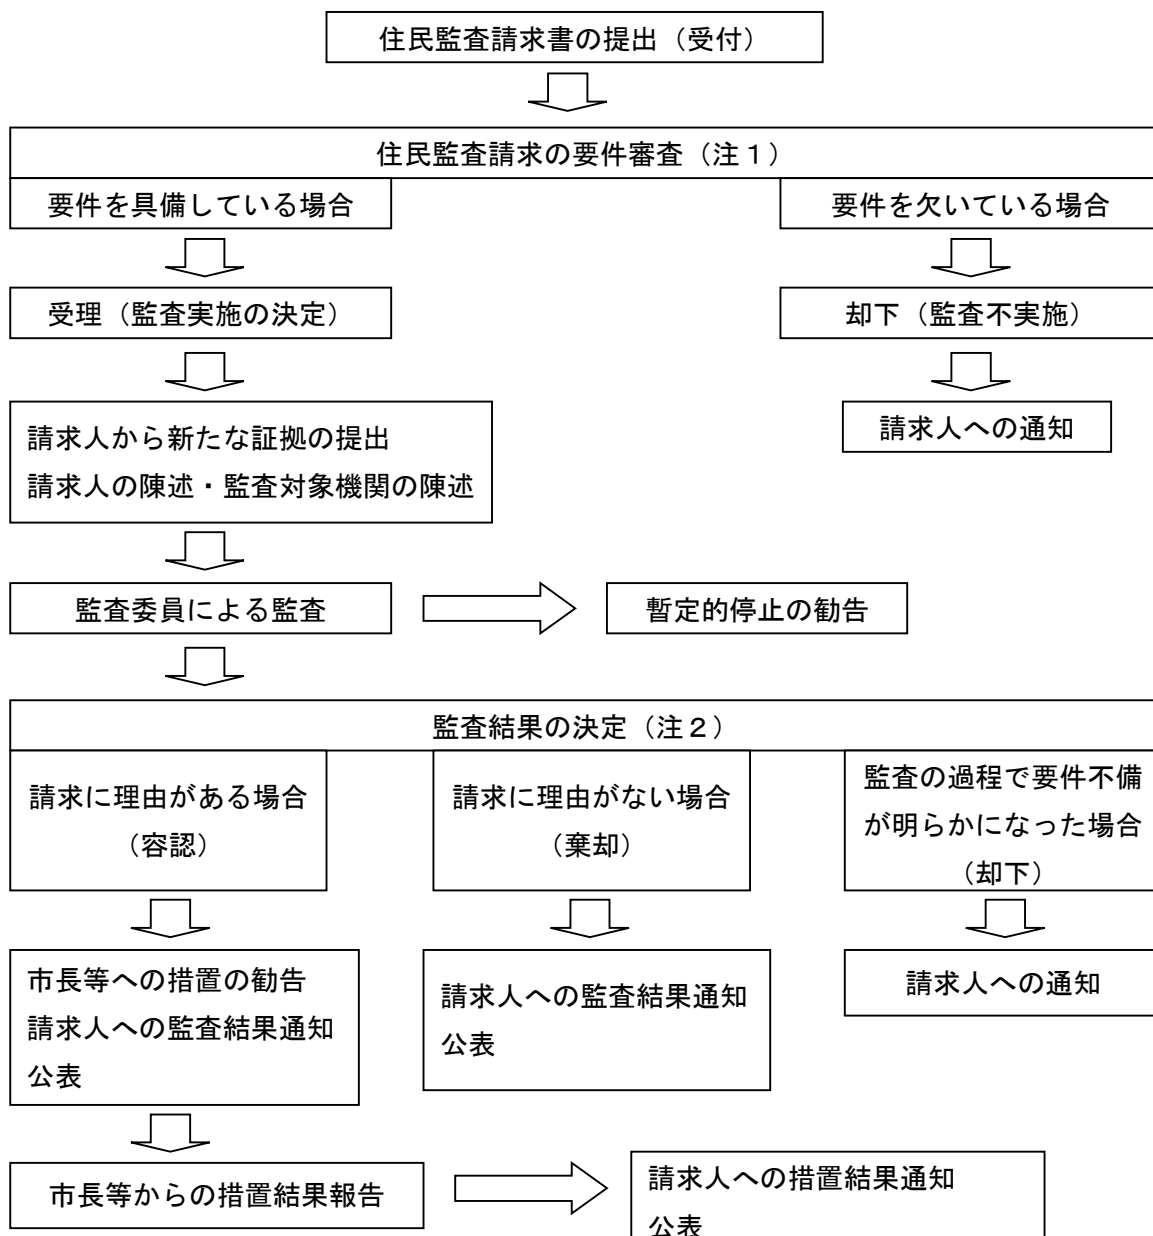 住民監査請求書の提出（受付）
住民監査請求の要件審査（注１）
要件を具備している場合
要件を欠いている場合
受理（監査実施の決定）
却下（監査不実施）
請求人から新たな証拠の提出
請求人の陳述・監査対象機関の陳述
請求人への通知
監査委員による監査
暫定的停止の勧告
監査結果の決定（注２）
請求に理由がある場合
（容認）
請求に理由がない場合
（棄却）
監査の過程で要件不備
が明らかになった場合
（却下）
市長等への措置の勧告
請求人への監査結果通知
公表
請求人への監査結果通知
公表
請求人への通知
市長等からの措置結果報告
請求人への措置結果通知
公表